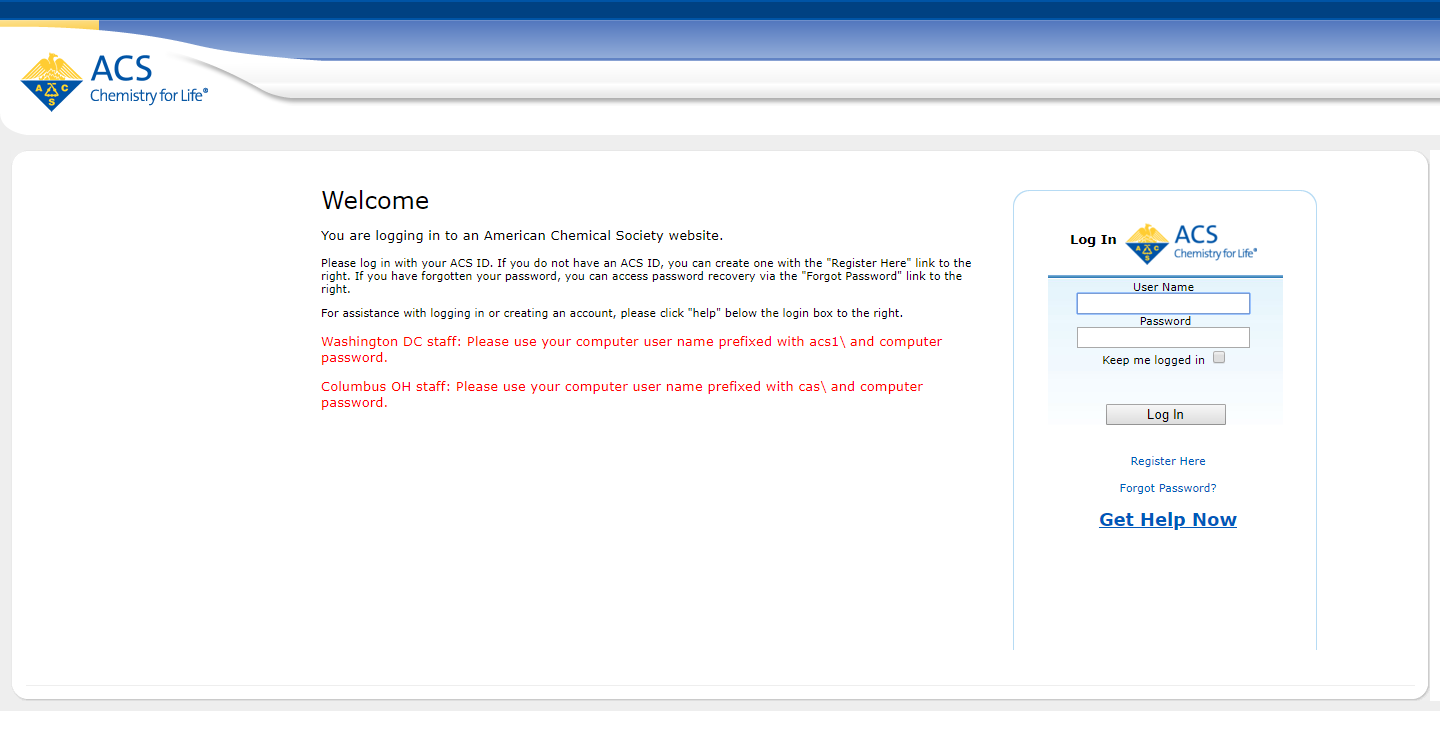 ACS
Chemistry for Life®
A C S
Welcome
You are logging in to an American Chemical Society website.
Please log in with your ACS ID. If you do not have an ACS ID, you can create one with the "Register Here" link to the
right. If you have forgotten your password, you can access password recovery via the "Forgot Password" link to the
right.
For assistance with logging in or creating an account, please click "help" below the login box to the right.
Washington DC staff: Please use your computer user name prefixed with acs1\ and computer
password.
Columbus OH staff: Please use your computer user name prefixed with cas\ and computer
password.
Log In
ACS
Chemistry for Life®
A C S
User Name
Password
Keep me logged in
Log In
Register Here
Forgot Password?
Get Help Now